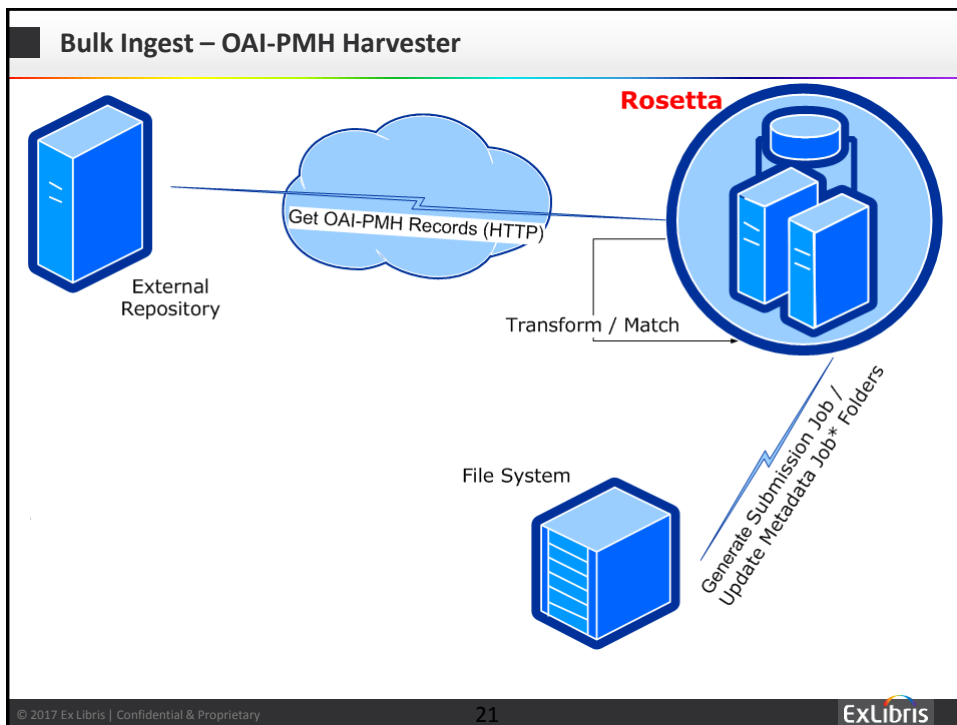 Bulk Ingest – OAI-PMH Harvester
Rosetta
Get OAI-PMH Records (HTTP)
External
Repository
Transform / Match
Generate Submission Job /
Update Metadata Job* Folders
File System
© 2017 Ex Libris | Confidential & Proprietary
21
ExLibris